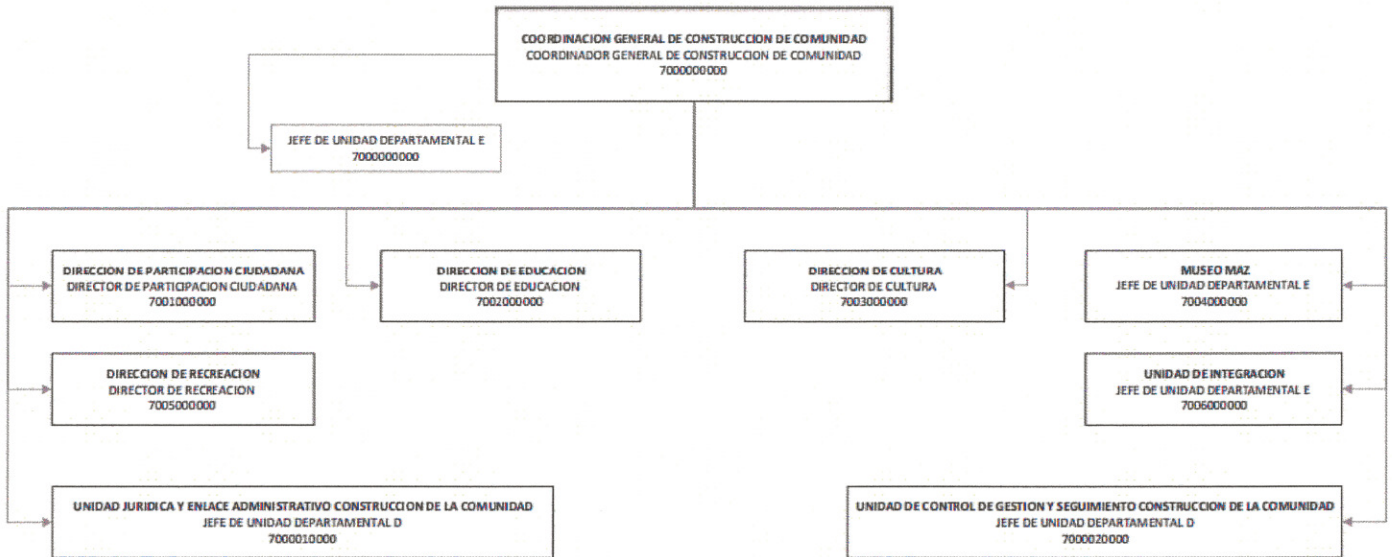 COORDINACION GENERAL DE CONSTRUCCION DE COMUNIDAD
COORDINADOR GENERAL DE CONSTRUCCION DE COMUNIDAD
7000000000
JEFE DE UNIDAD DEPARTAMENTAL E
7000000000
DIRECCION DE PARTICIPACION CIUDADANA
DIRECTOR DE PARTICIPACION CIUDADANA
7001000000
DIRECCION DE EDUCACION
DIRECTOR DE EDUCACION
7002000000
DIRECCION DE CULTURA
DIRECTOR DE CULTURA
7003000000
MUSEO MAZ
JEFE DE UNIDAD DEPARTAMENTAL E
7004000000
DIRECCION DE RECREACION
DIRECTOR DE RECREACION
7005000000
UNIDAD DE INTEGRACION
JEFE DE UNIDAD DEPARTAMENTAL E
7006000000
UNIDAD JURIDICA Y ENLACE ADMINISTRATIVO CONSTRUCCION DE LA COMUNIDAD
JEFE DE UNIDAD DEPARTAMENTAL D
7000010000
UNIDAD DE CONTROL DE GESTION Y SEGUIMIENTO CONSTRUCCION DE LA COMUNIDAD
JEFE DE UNIDAD DEPARTAMENTAL D
7000020000